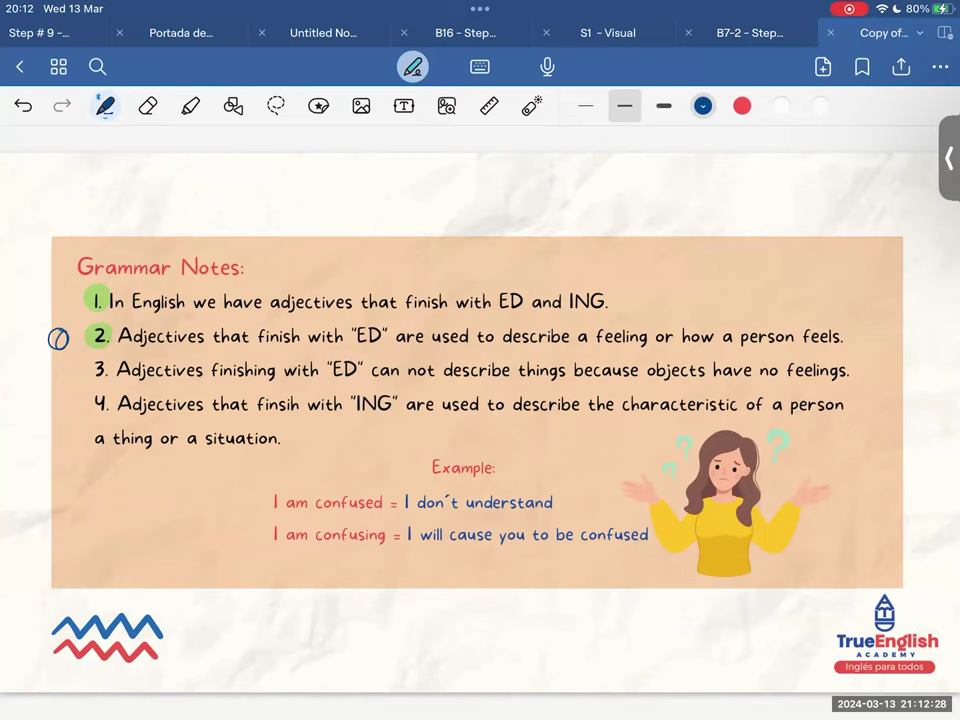 20:12 Wed 13 Mar
80%
Step # 9 -...
Portada de...
Untitled No...
B16 - Step...
S1 - Visual
B7-2 - Step...
Copy of...
Grammar Notes:
1. In English we have adjectives that finish with ED and ING.
2. Adjectives that finish with "ED" are used to describe a feeling or how a person feels.
3. Adjectives finishing with "ED" can not describe things because objects have no feelings.
4. Adjectives that finsih with "ING" are used to describe the characteristic of a person
a thing or a situation.
Example:
I am confused = I don´t understand
I am confusing = I will cause you to be confused
TrueEnglish
ACADEMY
Inglés para todos
2024-03-13 21:12:28